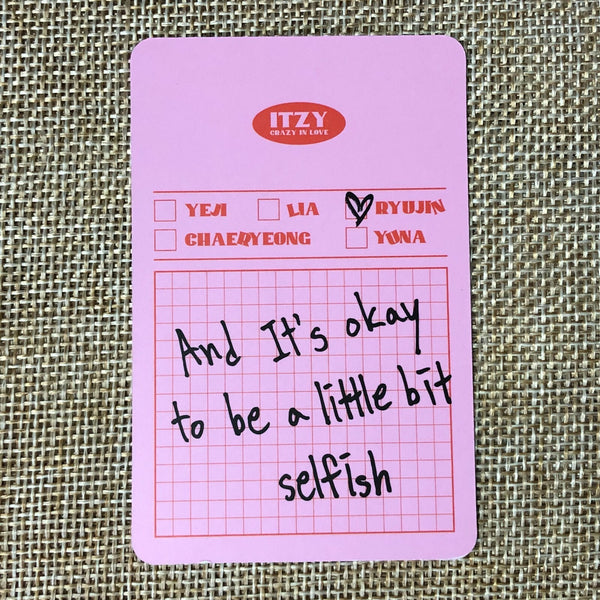 ITZY
CRAZY IN LOVE
YEJI LIA RYUJIN
CHAERYEONG YUNA
And It's okay
to be a little bit
selfish